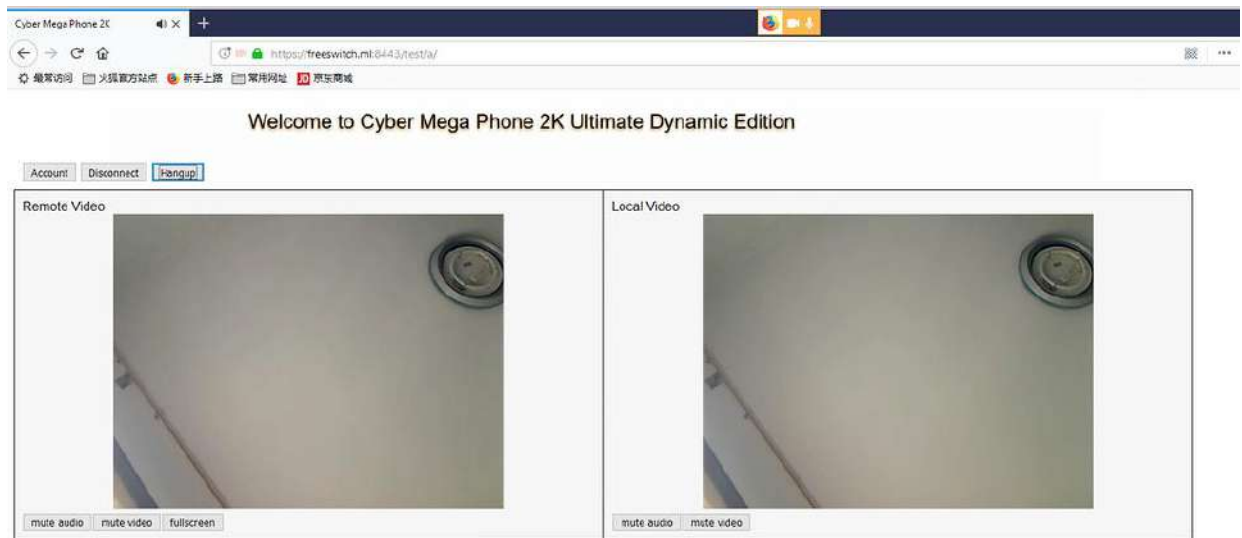 Cyber Mega Phone 2K
https://freeswitch.ml:8443/test/a/
最常访问 火狐官方站点 新手上路 常用网址 JD 京东商城
Welcome to Cyber Mega Phone 2K Ultimate Dynamic Edition
Account Disconnect Hangup
Remote Video
Local Video
mute audio mute video fullscreen
mute audio mute video